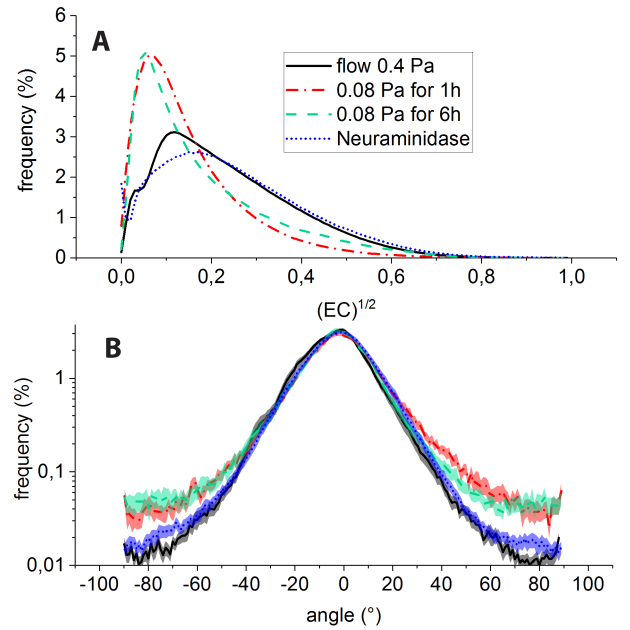 A
6
5
4
3
2
1
0
frequency (%)
flow 0.4 Pa
0.08 Pa for 1h
0.08 Pa for 6h
Neuraminidase
0,0 0,2 0,4 0,6 0,8 1,0
(EC)1/2
B
1
0,1
0,01
frequency (%)
-100 -80 -60 -40 -20 0 20 40 60 80 100
angle (°)